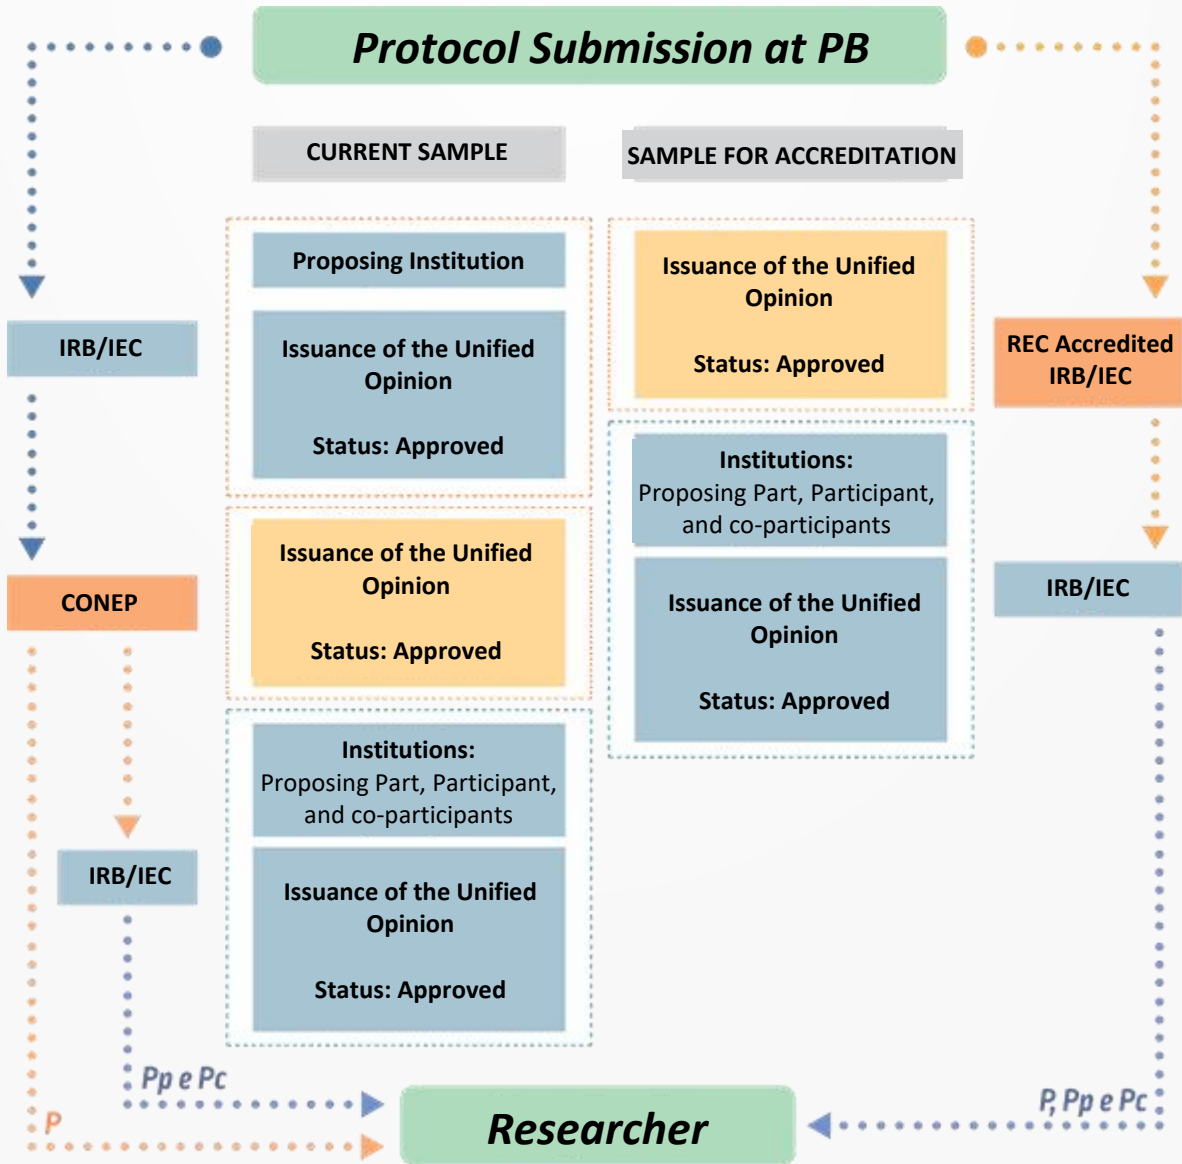 Protocol Submission at PB
CURRENT SAMPLE
SAMPLE FOR ACCREDITATION
IRB/IEC
CONEP
IRB/IEC
Proposing Institution
Issuance of the Unified
Opinion
Status: Approved
Issuance of the Unified
Opinion
Status: Approved
Institutions:
Proposing Part, Participant,
and co-participants
Issuance of the Unified
Opinion
Status: Approved
Issuance of the Unified
Opinion
Status: Approved
Institutions:
Proposing Part, Participant,
and co-participants
Issuance of the Unified
Opinion
Status: Approved
REC Accredited
IRB/IEC
IRB/IEC
Pp e Pc
P
P, Pp e Pc
Researcher